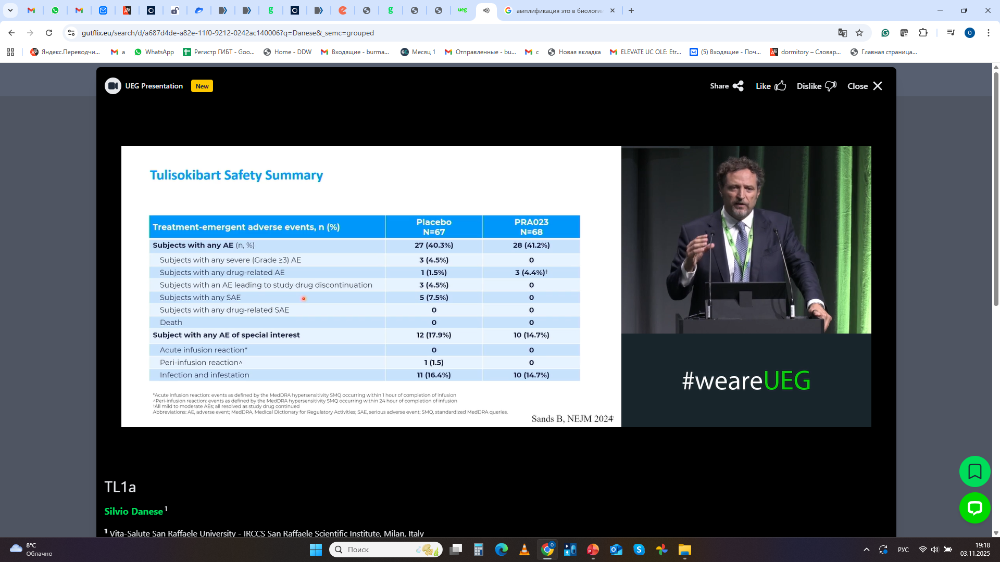 ueg
амплификация это в биологии
gutflix.eu/search/d/a687d4de-a82e-11f0-9212-0242ac140006?q=Danese&_semc=grouped
Яндекс.Переводчи...
а
WhatsApp
Регистр ГИБТ - Goo...
Home - DDW
Входящие - burma...
Месяц 1
Отправленные - bu...
с
Новая вкладка
ELEVATE UC OLE: Etr...
(5) Входящие - Поч...
dormitory – Словар...
Главная страница...
UEG Presentation
New
Share
Like
Dislike
Close
Tulisokibart Safety Summary
Treatment-emergent adverse events, n (%) Placebo N=67 PRA023 N=68
Subjects with any AE (n, %) 27 (40.3%) 28 (41.2%)
Subjects with any severe (Grade ≥3) AE 3 (4.5%) 0
Subjects with any drug-related AE 1 (1.5%) 3 (4.4%)†
Subjects with an AE leading to study drug discontinuation 3 (4.5%) 0
Subjects with any SAE 5 (7.5%) 0
Subjects with any drug-related SAE 0 0
Death 0 0
Subject with any AE of special interest 12 (17.9%) 10 (14.7%)
Acute infusion reaction* 0 0
Peri-infusion reaction^ 1 (1.5) 0
Infection and infestation 11 (16.4%) 10 (14.7%)
*Acute infusion reaction: events as defined by the MedDRA hypersensitivity SMQ occurring within 1 hour of completion of infusion
^Peri-infusion reaction: events as defined by the MedDRA hypersensitivity SMQ occurring within 24 hour of completion of infusion
†All mild to moderate AEs; all resolved as study drug continued
Abbreviations: AE, adverse event; MedDRA, Medical Dictionary for Regulatory Activities; SAE, serious adverse event; SMQ, standardized MedDRA queries.
Sands B, NEJM 2024
#weareUEG
TL1a
Silvio Danese 1
1 Vita-Salute San Raffaele University - IRCCS San Raffaele Scientific Institute, Milan, Italy
8°C
Облачно
Поиск
РУС
19:18
03.11.2025